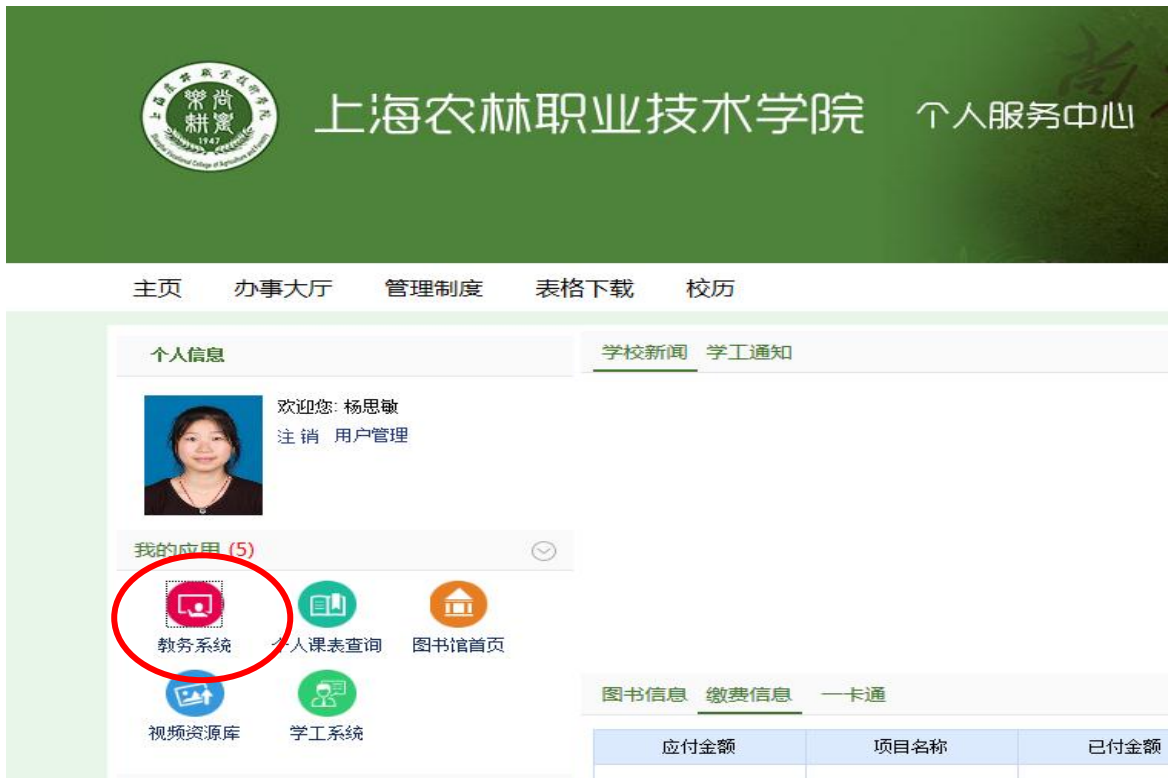 上海农林职业技术学院 个人服务中心
1947
主页 办事大厅 管理制度 表格下载 校历
个人信息
欢迎您: 杨思敏
注 销 用户管理
我的应用 (5)
教务系统 个人课表查询 图书馆首页
视频资源库 学工系统
学校新闻 学工通知
图书信息 缴费信息 一卡通
应付金额 项目名称 已付金额